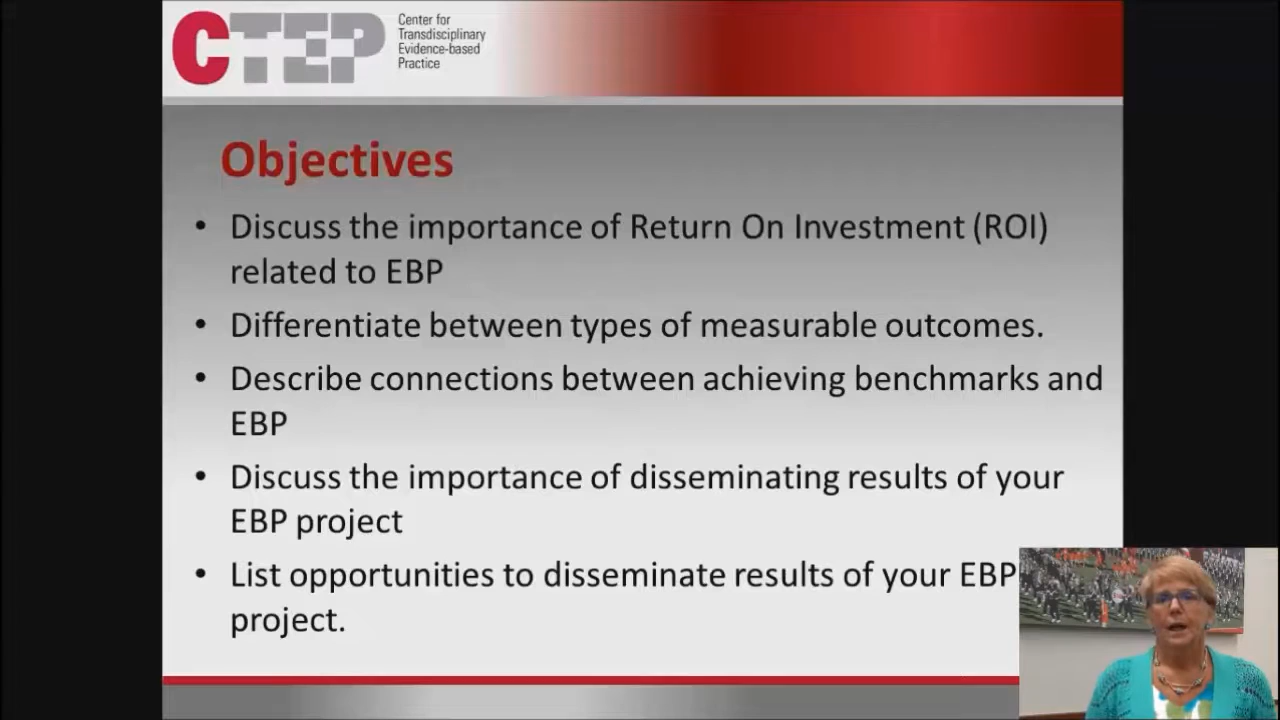 CTEP
Center for
Transdisciplinary
Evidence-based
Practice
Objectives
• Discuss the importance of Return On Investment (ROI)
related to EBP
• Differentiate between types of measurable outcomes.
• Describe connections between achieving benchmarks and
EBP
• Discuss the importance of disseminating results of your
EBP project
• List opportunities to disseminate results of your EBP
project.